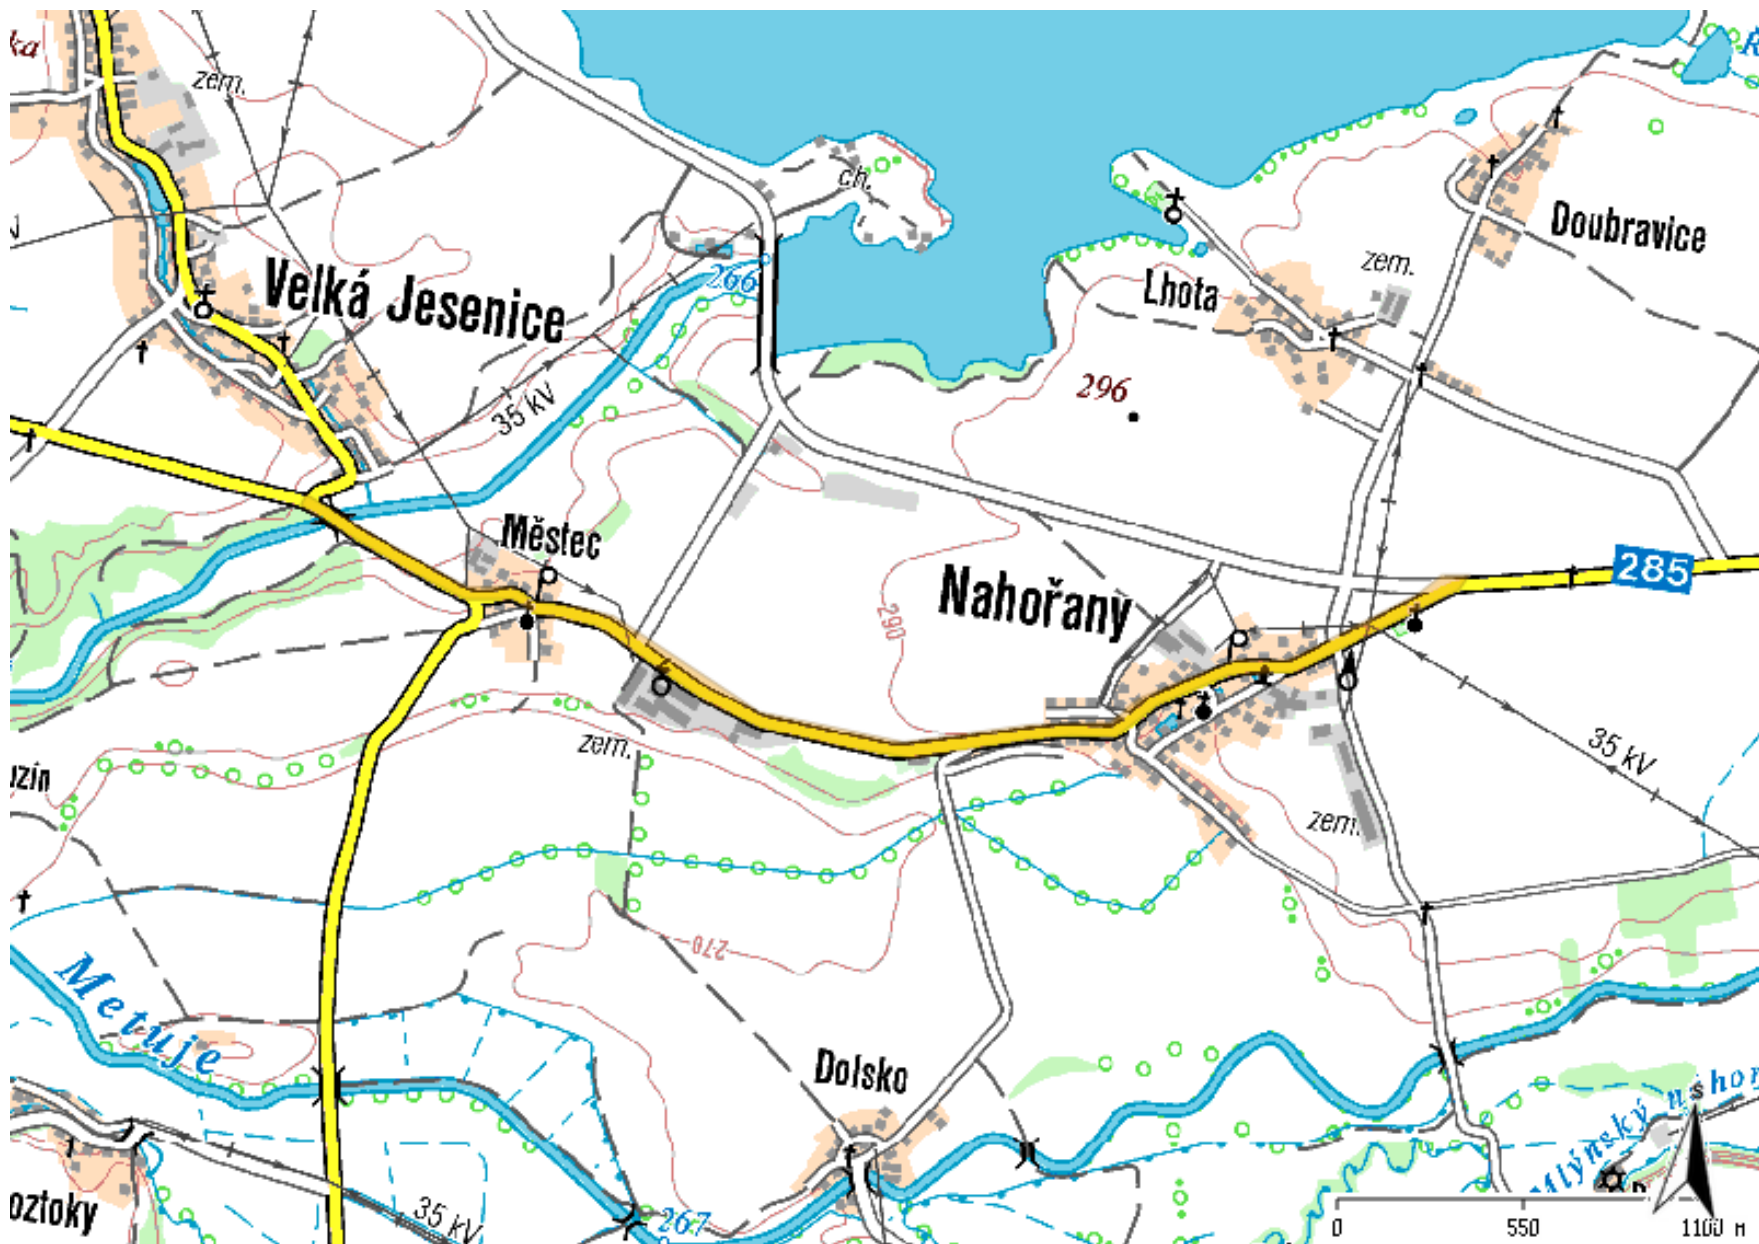 zem.
ch.
Doubravice
zem.
Velká Jesenice
266
Lhota
296
35 kV
Městec
285
Nahořany
290
zem.
35 kV
zem.
270
Metuje
Dolsko
Mlýnský
S
35 kV
267
0 550 1100